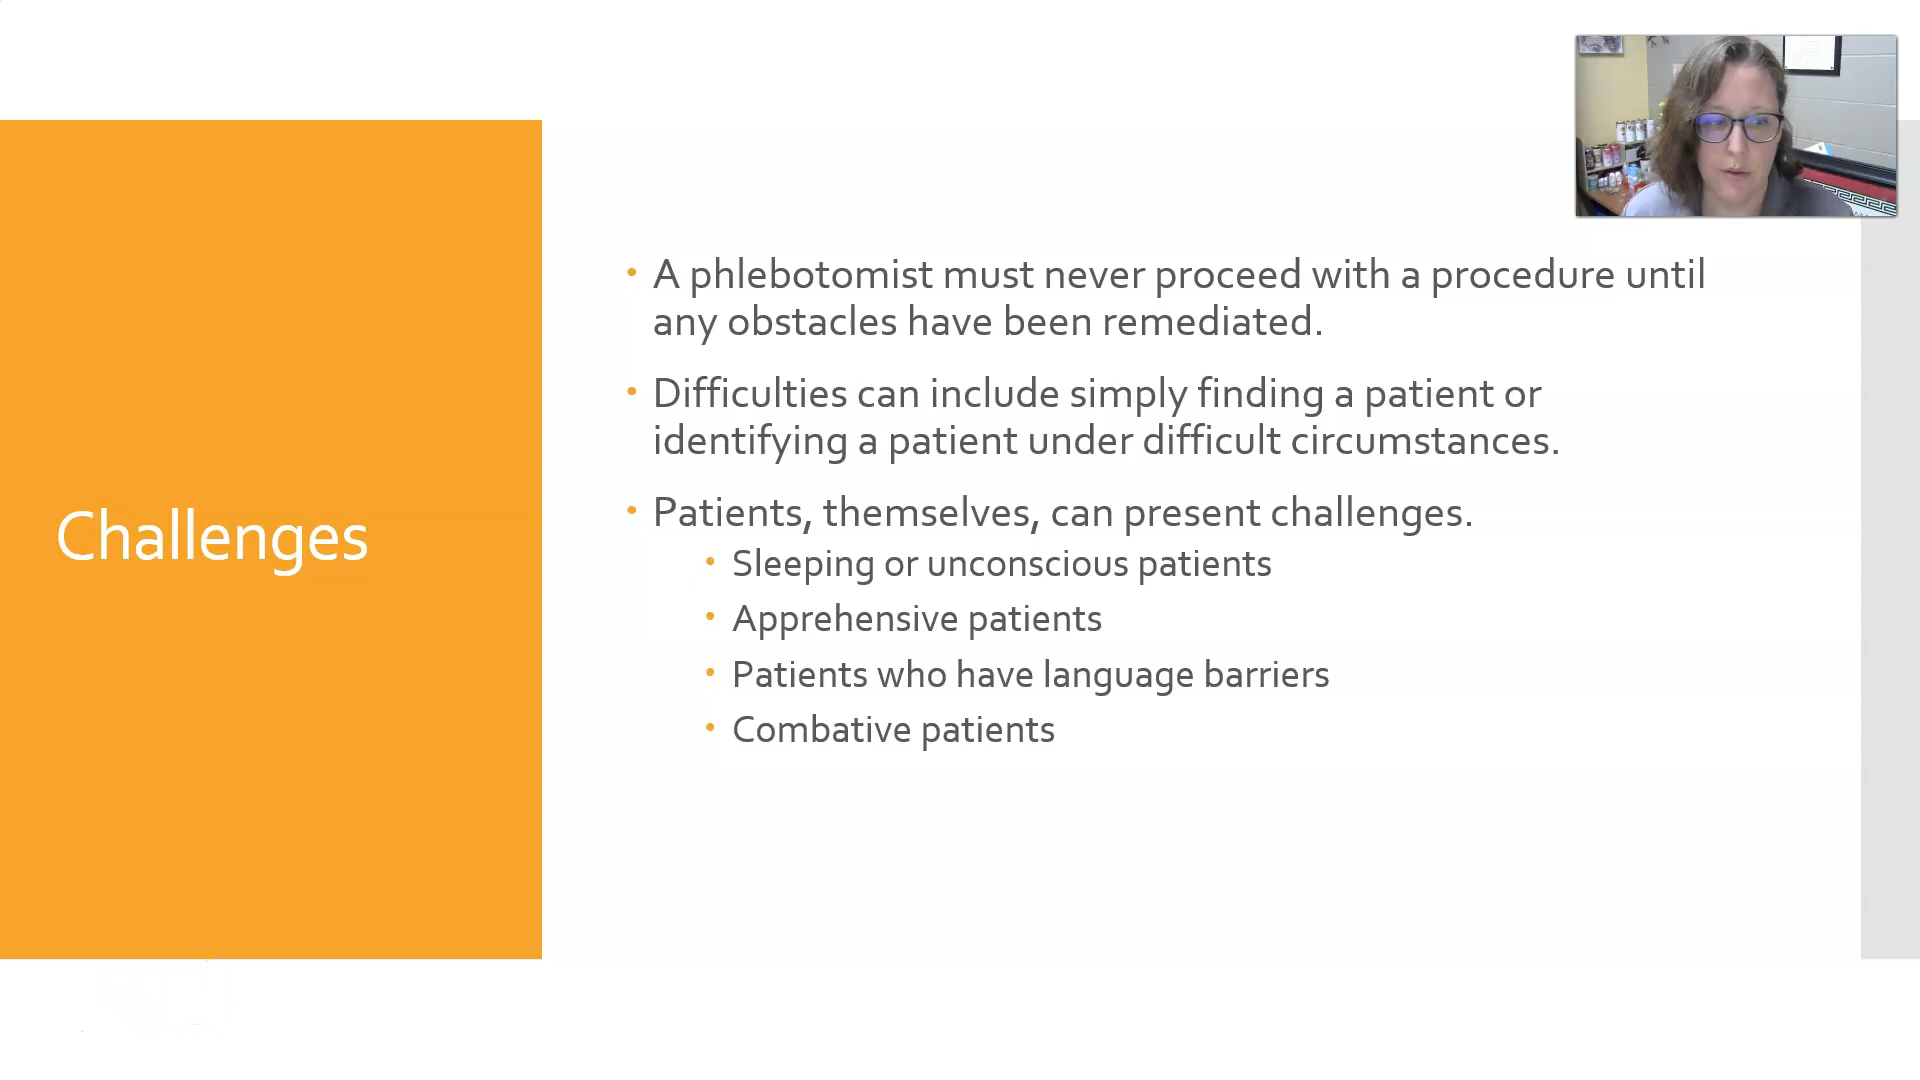 Challenges
• A phlebotomist must never proceed with a procedure until
any obstacles have been remediated.
• Difficulties can include simply finding a patient or
identifying a patient under difficult circumstances.
• Patients, themselves, can present challenges.
• Sleeping or unconscious patients
• Apprehensive patients
• Patients who have language barriers
• Combative patients